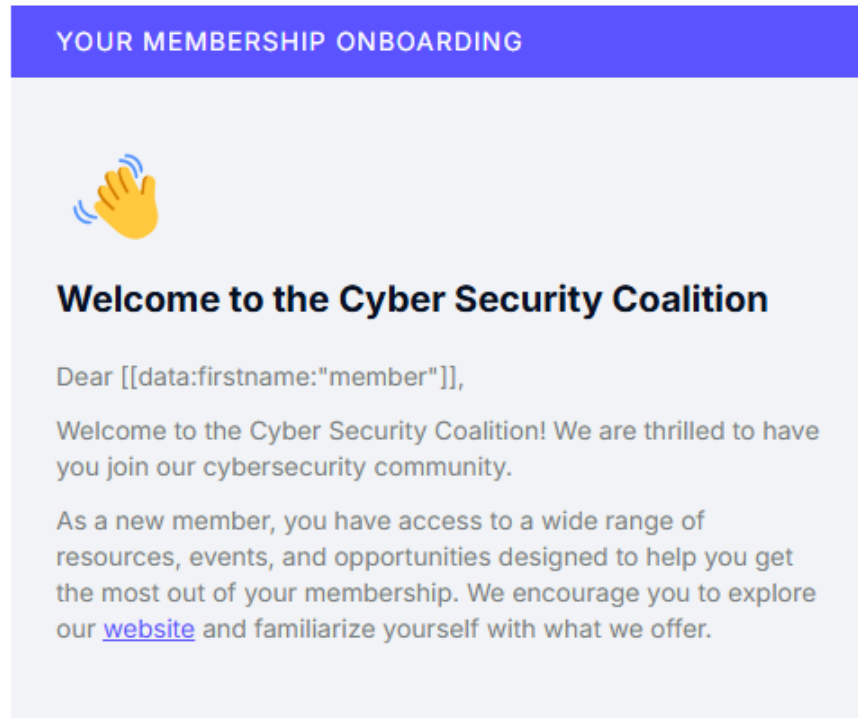 YOUR MEMBERSHIP ONBOARDING
Welcome to the Cyber Security Coalition
Dear [[data:firstname:"member"]],
Welcome to the Cyber Security Coalition! We are thrilled to have
you join our cybersecurity community.
As a new member, you have access to a wide range of
resources, events, and opportunities designed to help you get
the most out of your membership. We encourage you to explore
our website and familiarize yourself with what we offer.